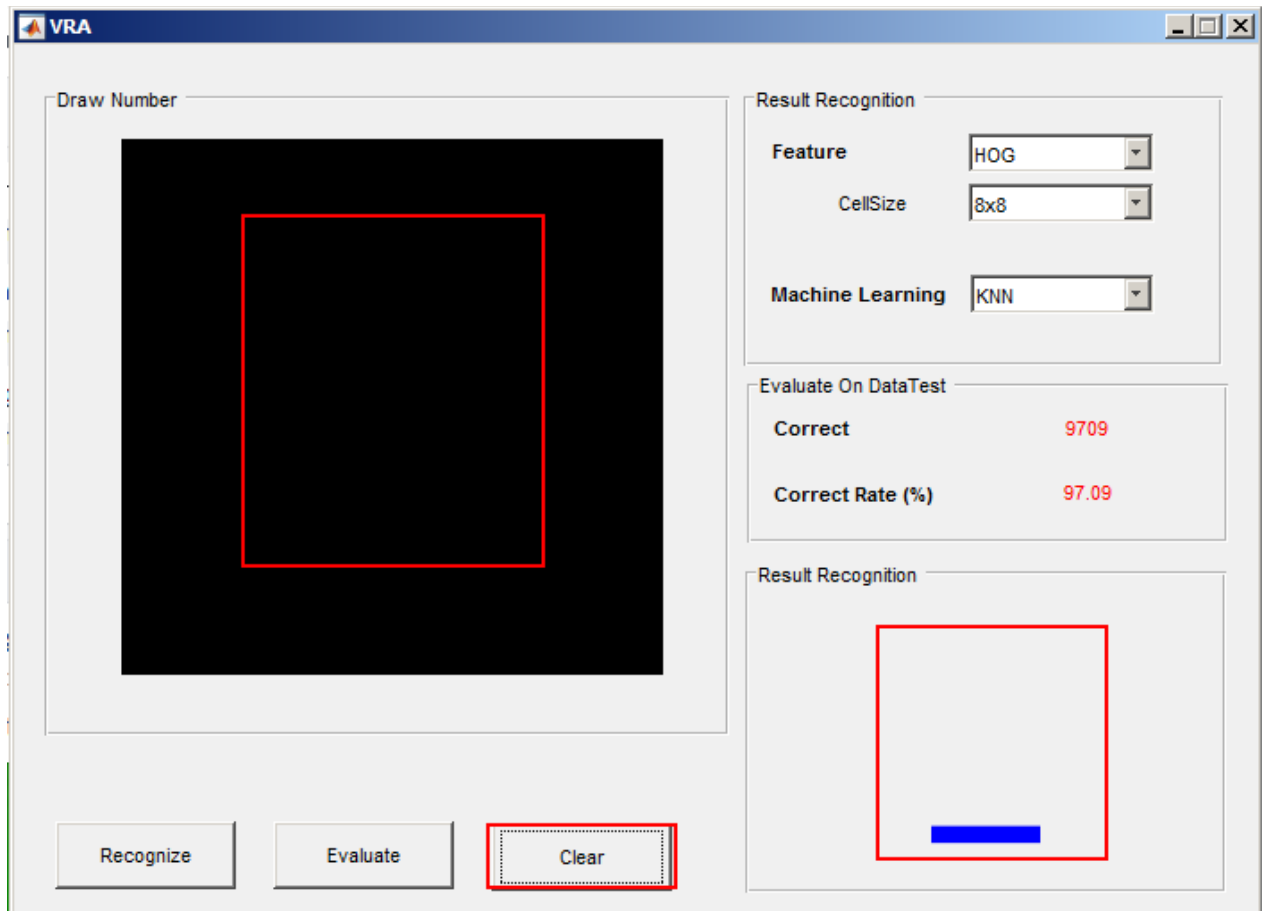 VRA
Draw Number
Result Recognition
Feature
HOG
CellSize
8x8
Machine Learning
KNN
Evaluate On DataTest
Correct
9709
Correct Rate (%)
97.09
Result Recognition
Recognize
Evaluate
Clear